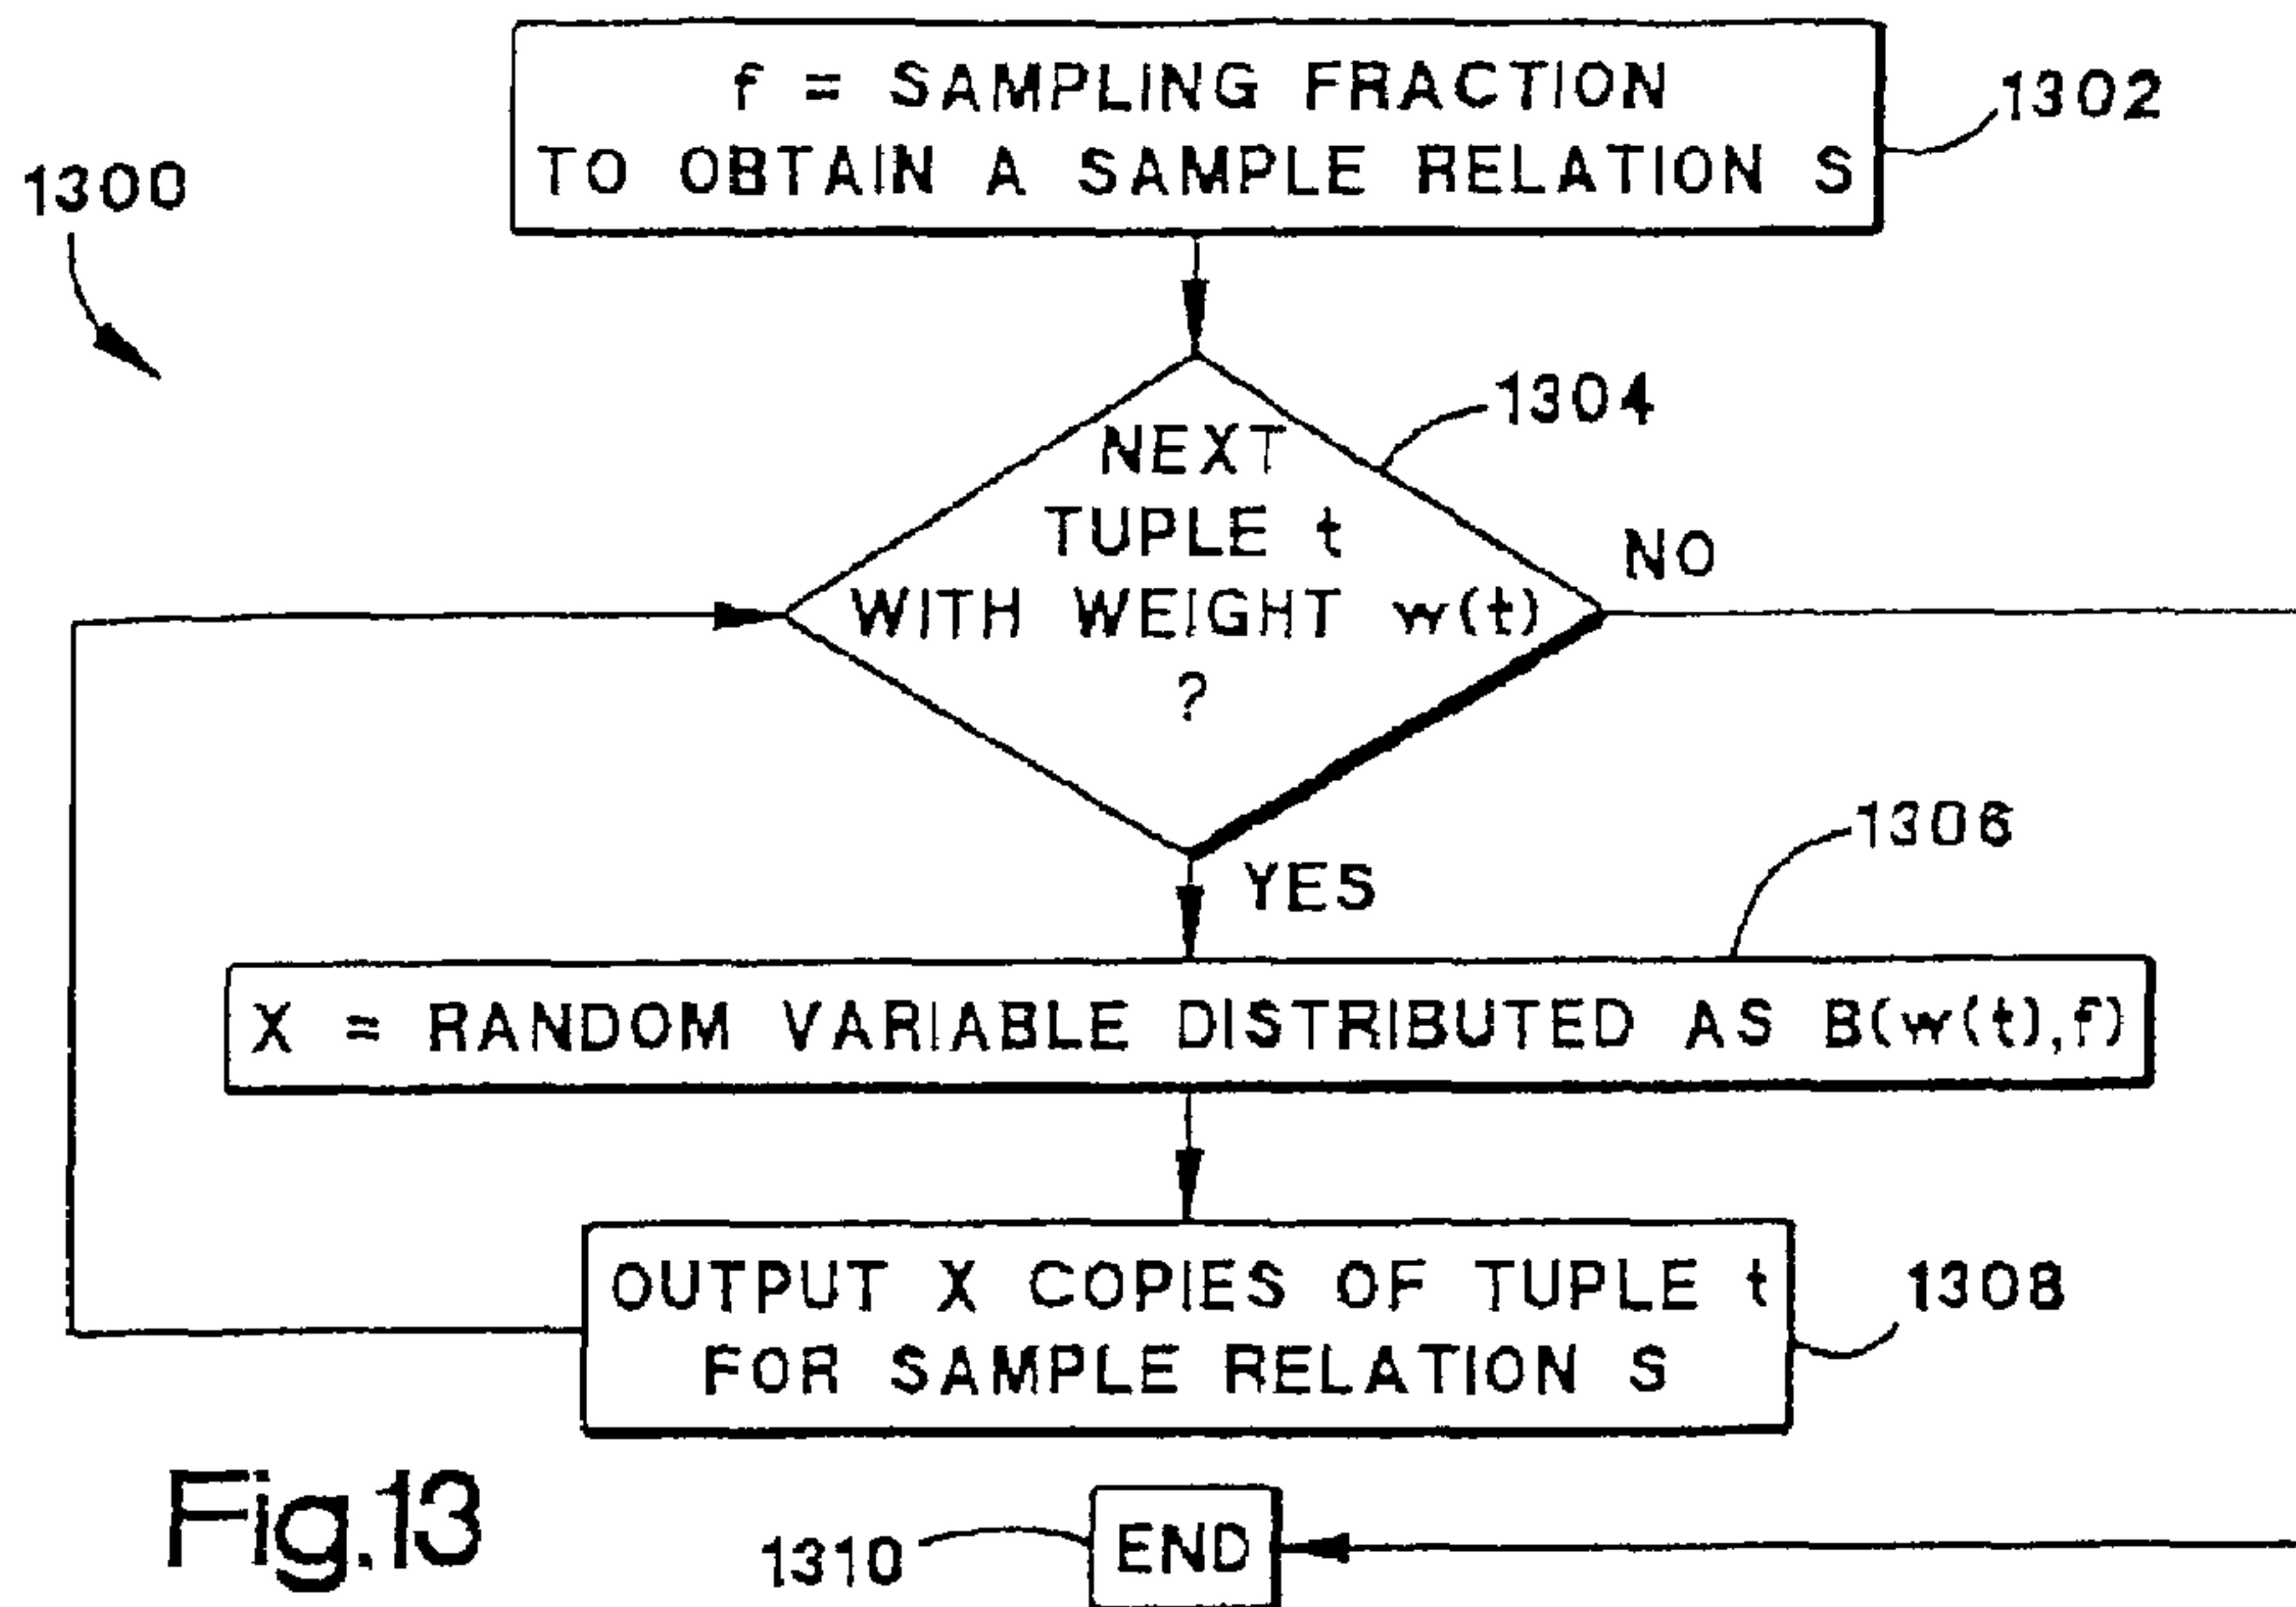 f = SAMPLING FRACTION
TO OBTAIN A SAMPLE RELATION S
1302
1300
1304
NEXT
TUPLE t
WITH WEIGHT w(t)
?
NO
YES
1306
X = RANDOM VARIABLE DISTRIBUTED AS B(w(t),f)
OUTPUT X COPIES OF TUPLE t
FOR SAMPLE RELATION S
1308
Fig.13
1310
END